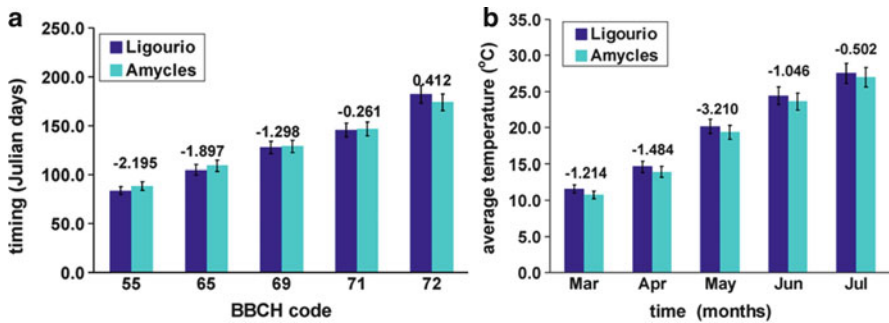 a
250.0
200.0
150.0
100.0
50.0
0.0
timing (Julian days)
Ligourio
Amycles
-2.195
-1.897
-1.298
-0.261
0.412
55 65 69 71 72
BBCH code
b
35.0
30.0
25.0
20.0
15.0
10.0
5.0
0.0
average temperature (°C)
Ligourio
Amycles
-1.214
-1.484
-3.210
-1.046
-0.502
Mar Apr May Jun Jul
time (months)